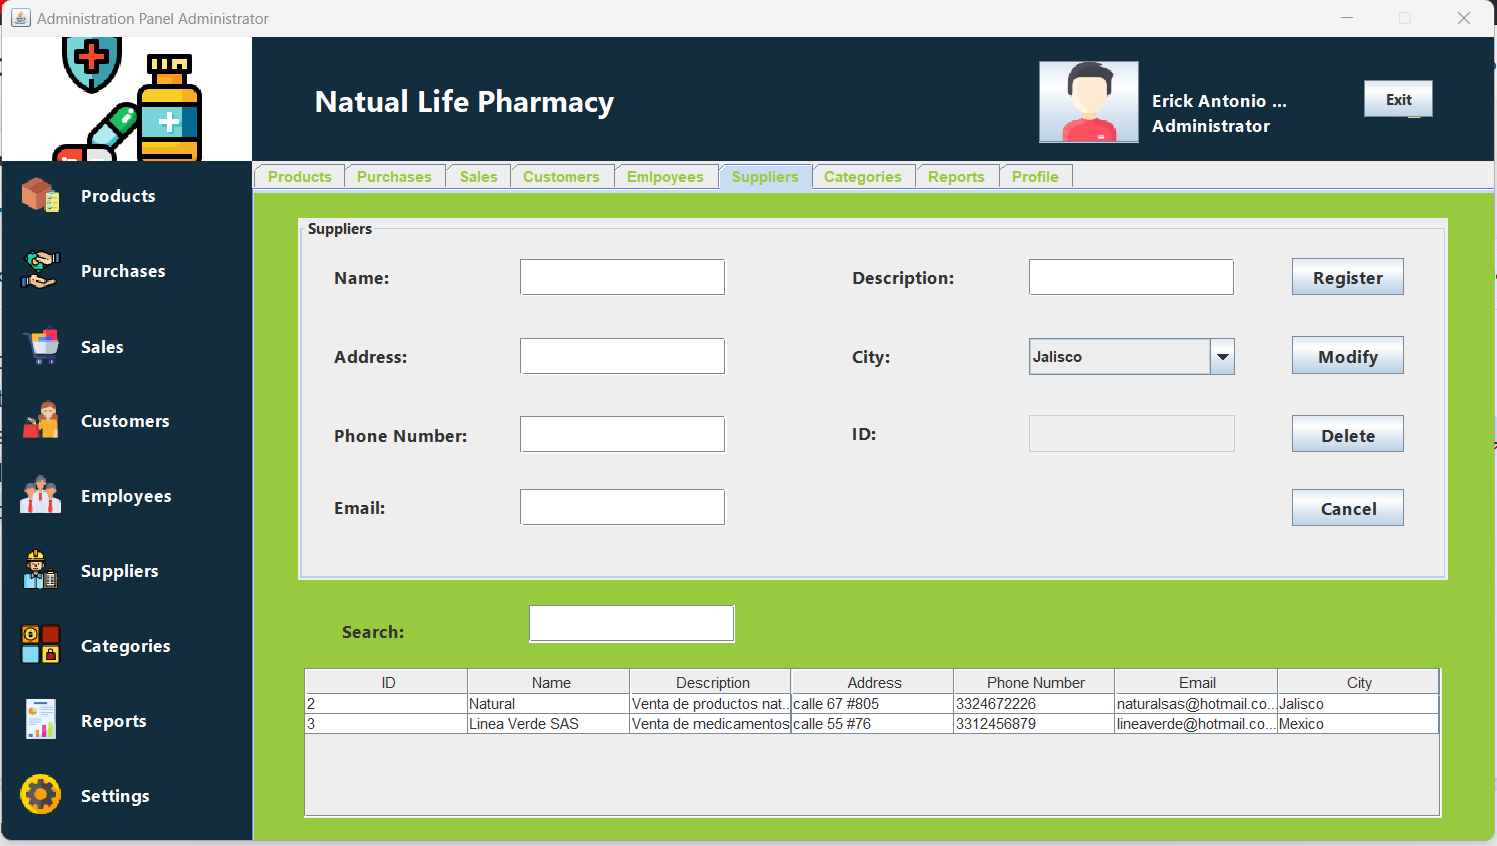 Administration Panel Administrator
Natual Life Pharmacy
Erick Antonio ...
Administrator
Exit
Products
Purchases
Sales
Customers
Employees
Suppliers
Categories
Reports
Settings
Products Purchases Sales Customers Emlpoyees Suppliers Categories Reports Profile
Suppliers
Name: Description: Register
Address: City: Jalisco Modify
Phone Number: ID: Delete
Email: Cancel
Search:
ID Name Description Address Phone Number Email City
2 Natural Venta de productos nat... calle 67 #805 3324672226 naturalsas@hotmail.co... Jalisco
3 Linea Verde SAS Venta de medicamentos calle 55 #76 3312456879 lineaverde@hotmail.co... Mexico